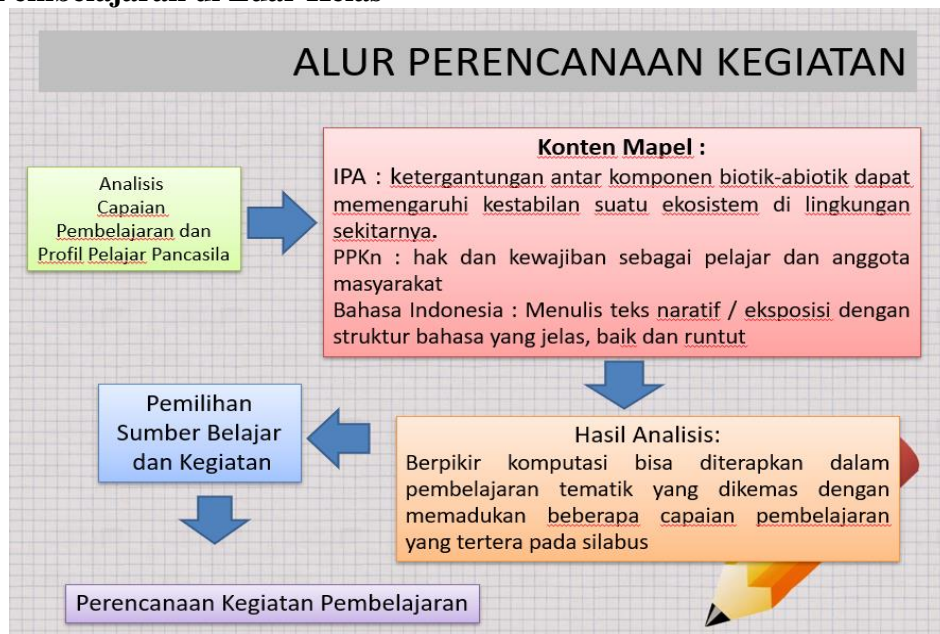 Pembelajaran di Luar Kelas
ALUR PERENCANAAN KEGIATAN
Analisis
Capaian
Pembelajaran dan
Profil Pelajar Pancasila
Konten Mapel :
IPA : ketergantungan antar komponen biotik-abiotik dapat
memengaruhi kestabilan suatu ekosistem di lingkungan
sekitarnya.
PPKn : hak dan kewajiban sebagai pelajar dan anggota
masyarakat
Bahasa Indonesia : Menulis teks naratif / eksposisi dengan
struktur bahasa yang jelas, baik dan runtut
Hasil Analisis:
Berpikir komputasi bisa diterapkan dalam
pembelajaran tematik yang dikemas dengan
memadukan beberapa capaian pembelajaran
yang tertera pada silabus
Pemilihan
Sumber Belajar
dan Kegiatan
Perencanaan Kegiatan Pembelajaran